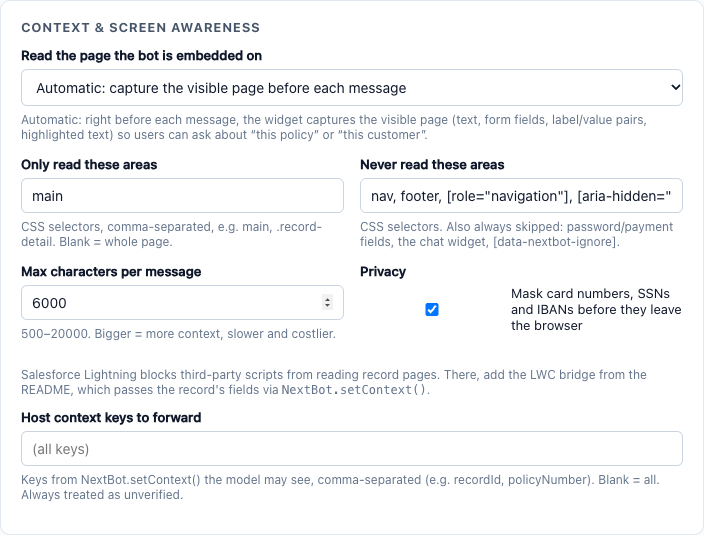 CONTEXT & SCREEN AWARENESS
Read the page the bot is embedded on
Automatic: capture the visible page before each message
Automatic: right before each message, the widget captures the visible page (text, form fields, label/value pairs,
highlighted text) so users can ask about “this policy” or “this customer”.
Only read these areas
main
CSS selectors, comma-separated, e.g. main, .record-
detail. Blank = whole page.
Never read these areas
nav, footer, [role="navigation"], [aria-hidden="
CSS selectors. Also always skipped: password/payment
fields, the chat widget, [data-nextbot-ignore].
Max characters per message
6000
500–20000. Bigger = more context, slower and costlier.
Privacy
Mask card numbers, SSNs
and IBANs before they leave
the browser
Salesforce Lightning blocks third-party scripts from reading record pages. There, add the LWC bridge from the
README, which passes the record's fields via NextBot.setContext().
Host context keys to forward
(all keys)
Keys from NextBot.setContext() the model may see, comma-separated (e.g. recordId, policyNumber). Blank = all.
Always treated as unverified.